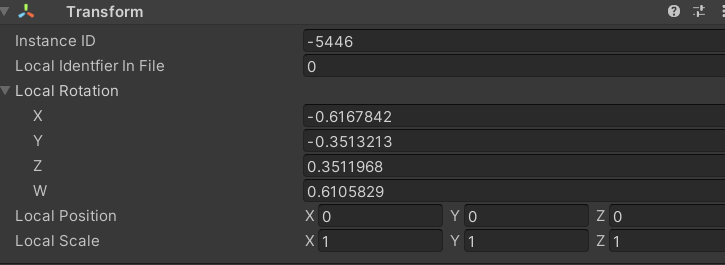 Transform
Instance ID -5446
Local Identfier In File 0
Local Rotation
X -0.6167842
Y -0.3513213
Z 0.3511968
W 0.6105829
Local Position X 0 Y 0 Z 0
Local Scale X 1 Y 1 Z 1